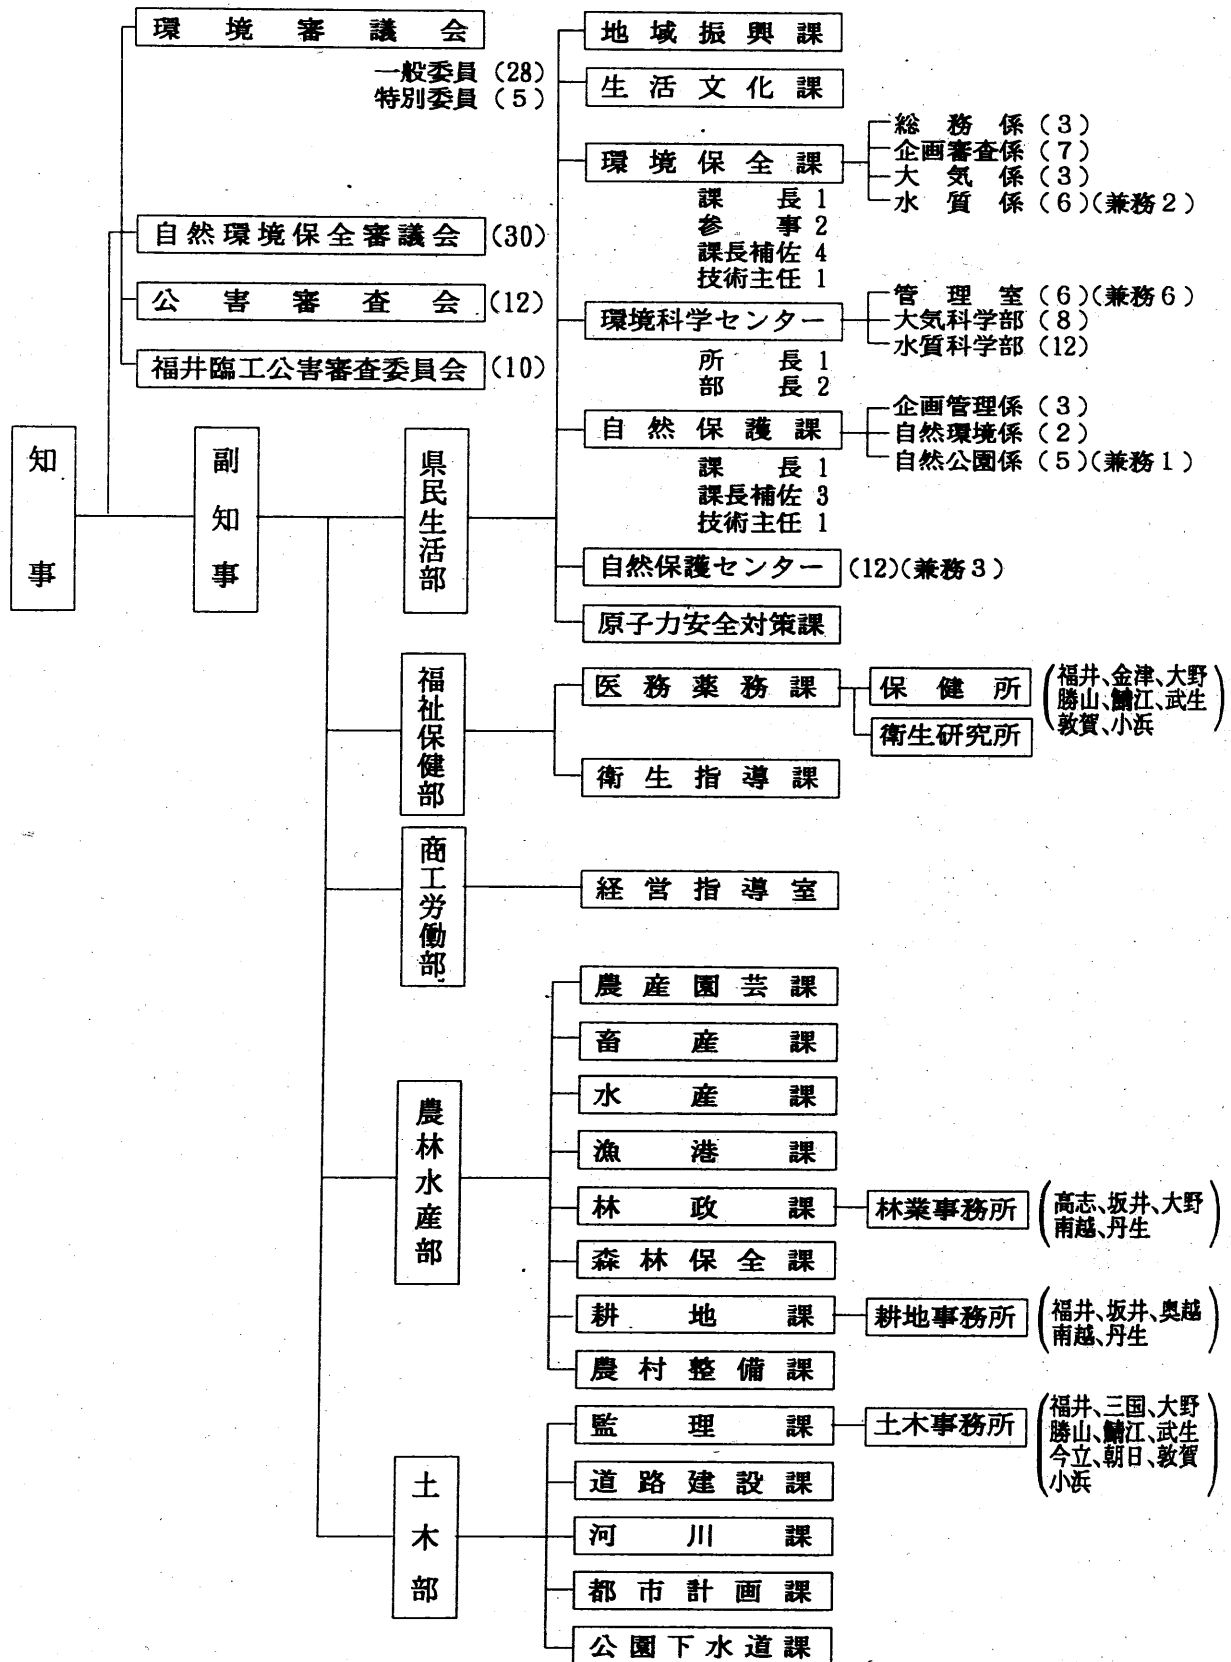 環境審議会
一般委員(28)
特別委員(5)
自然環境保全審議会(30)
公害審査会(12)
福井臨工公害審査委員会(10)
知事
副知事
県民生活部
地域振興課
生活文化課
環境保全課
課長1
参事2
課長補佐4
技術主任1
総務係(3)
企画審査係(7)
大気係(3)
水質係(6)(兼務2)
環境科学センター
所長1
部長2
管理室(6)(兼務6)
大気科学部(8)
水質科学部(12)
自然保護課
課長1
課長補佐3
技術主任1
企画管理係(3)
自然環境係(2)
自然公園係(5)(兼務1)
自然保護センター(12)(兼務3)
原子力安全対策課
福祉保健部
医務薬務課
保健所
福井、金津、大野
勝山、鯖江、武生
敦賀、小浜
衛生研究所
衛生指導課
商工労働部
経営指導室
農林水産部
農産園芸課
畜産課
水産課
漁港課
林政課
林業事務所
高志、坂井、大野
南越、丹生
森林保全課
耕地課
耕地事務所
福井、坂井、奥越
南越、丹生
農村整備課
土木部
監理課
土木事務所
福井、三国、大野
勝山、鯖江、武生
今立、朝日、敦賀
小浜
道路建設課
河川課
都市計画課
公園下水道課